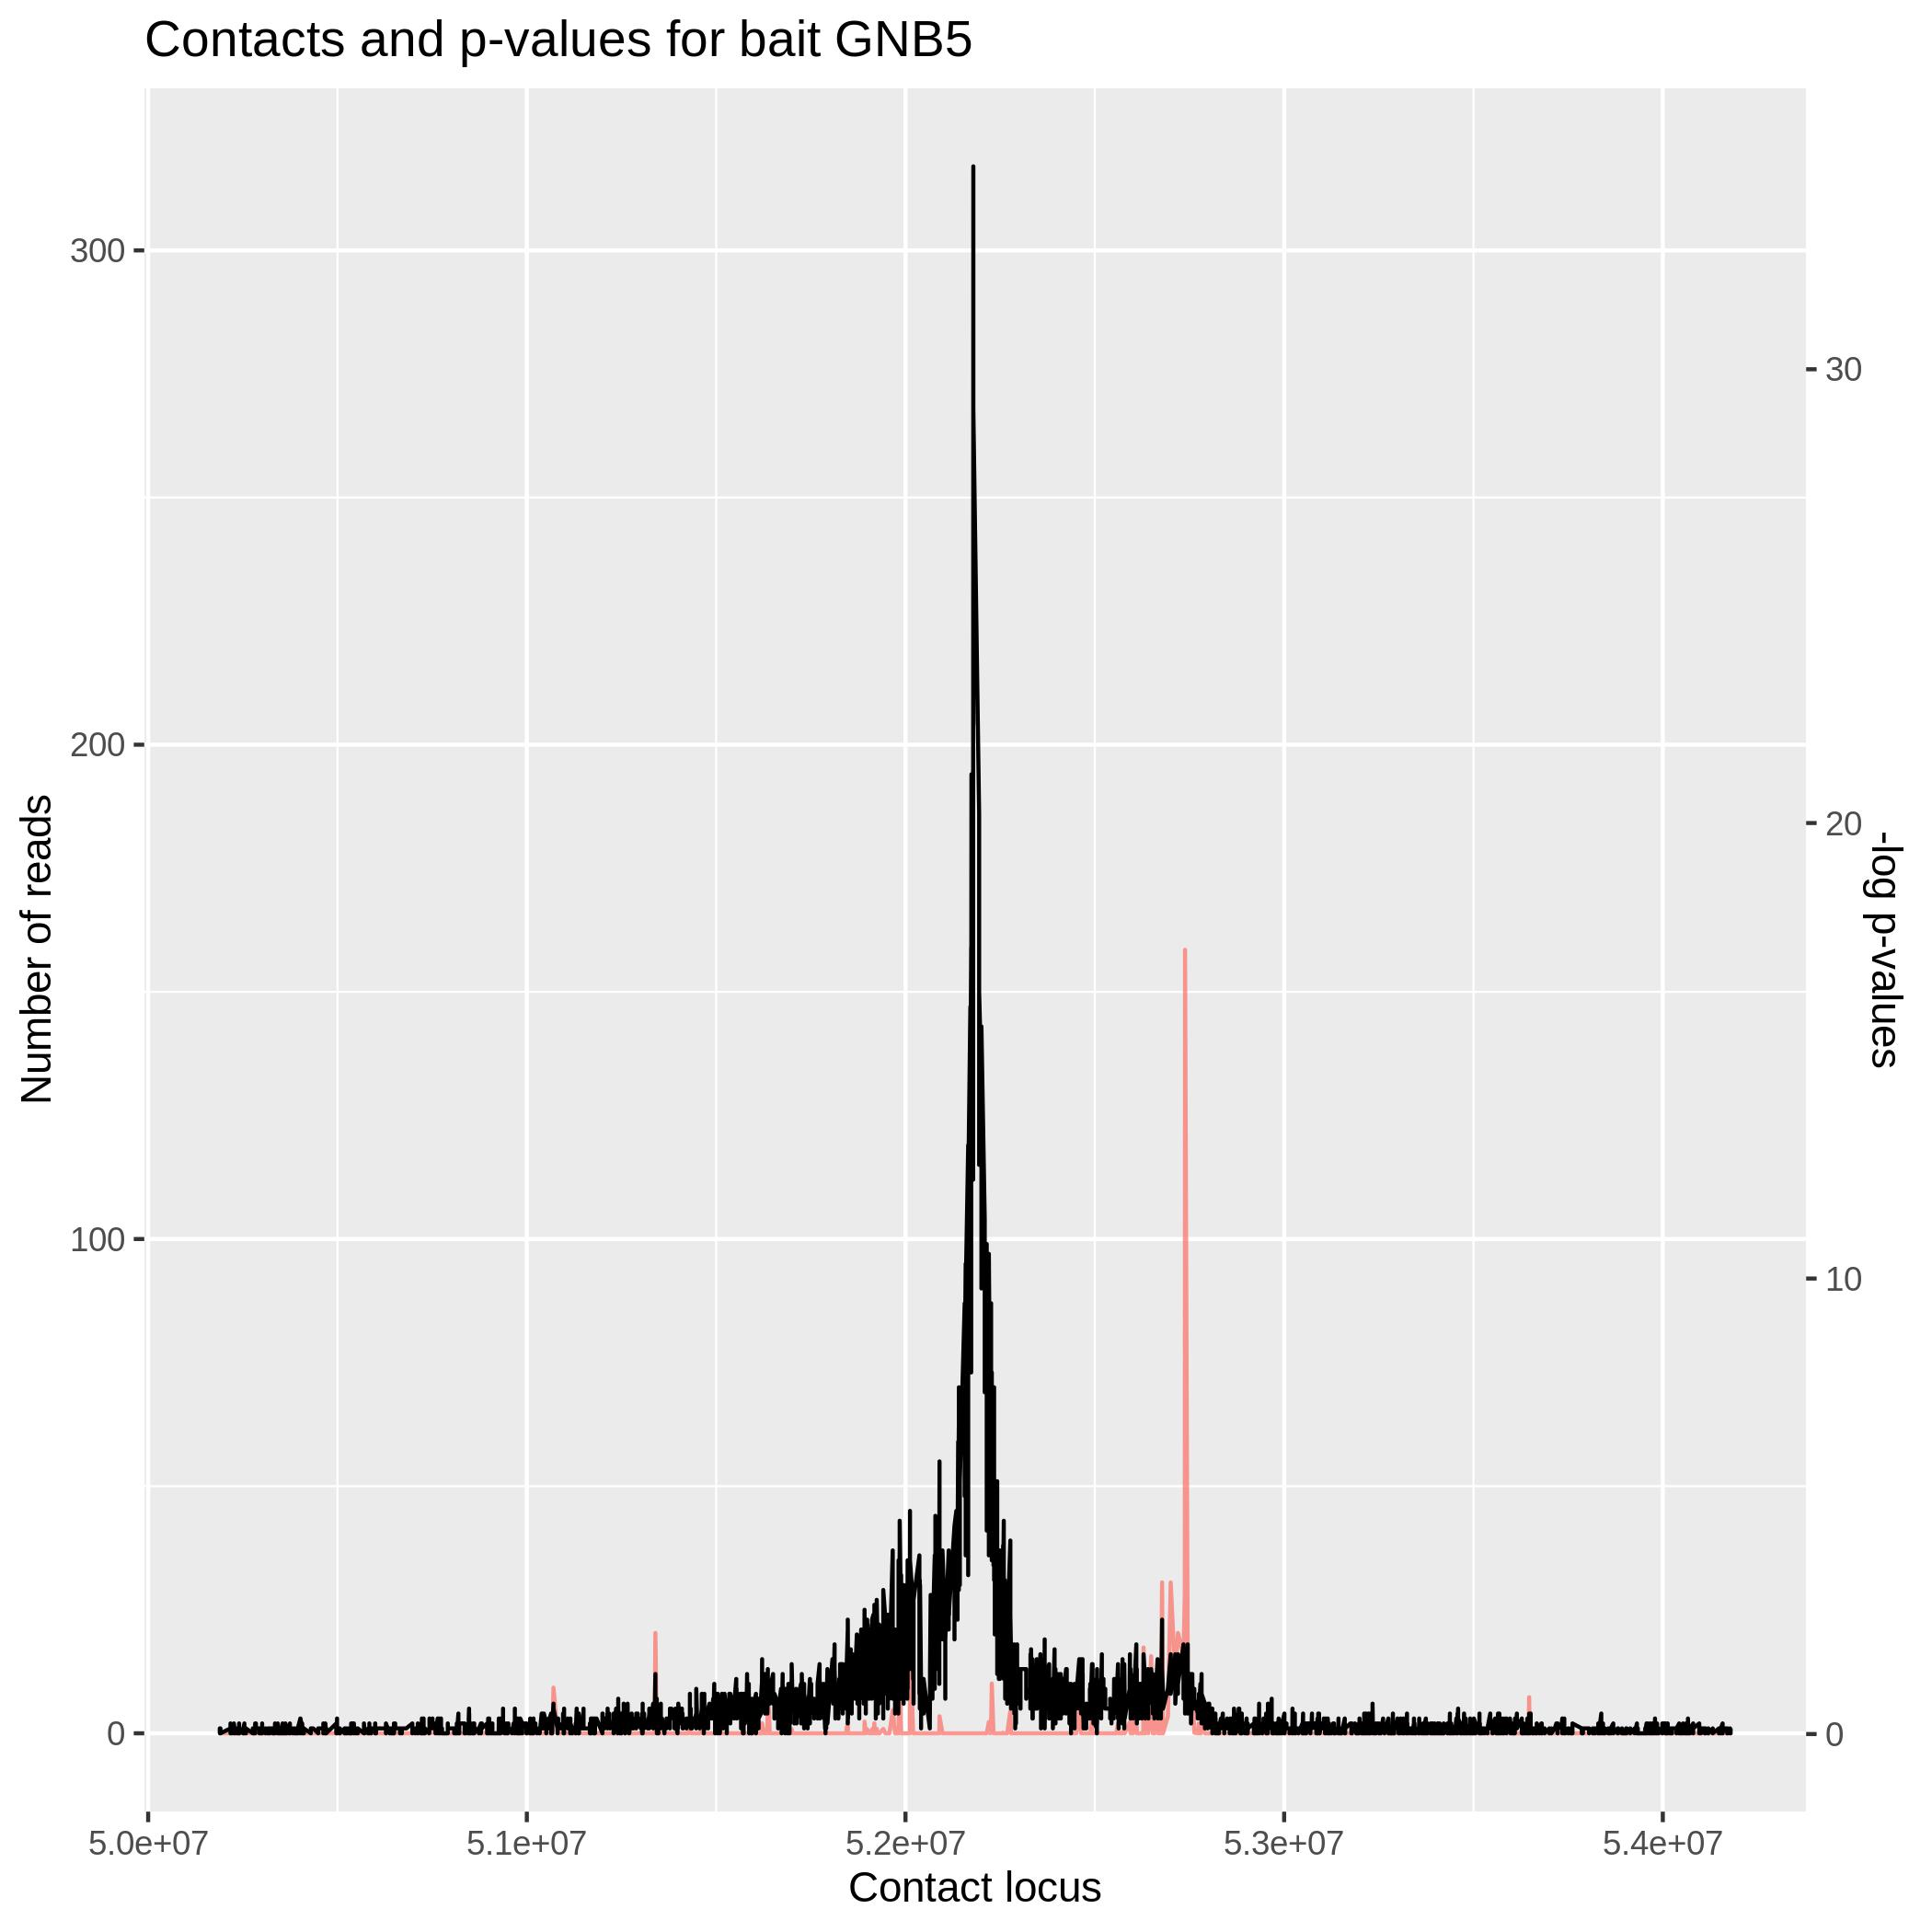 Contacts and p-values for bait GNB5
300
200
100
0
Number of reads
30
20
10
0
-log p-values
5.0e+07
5.1e+07
5.2e+07
5.3e+07
5.4e+07
Contact locus